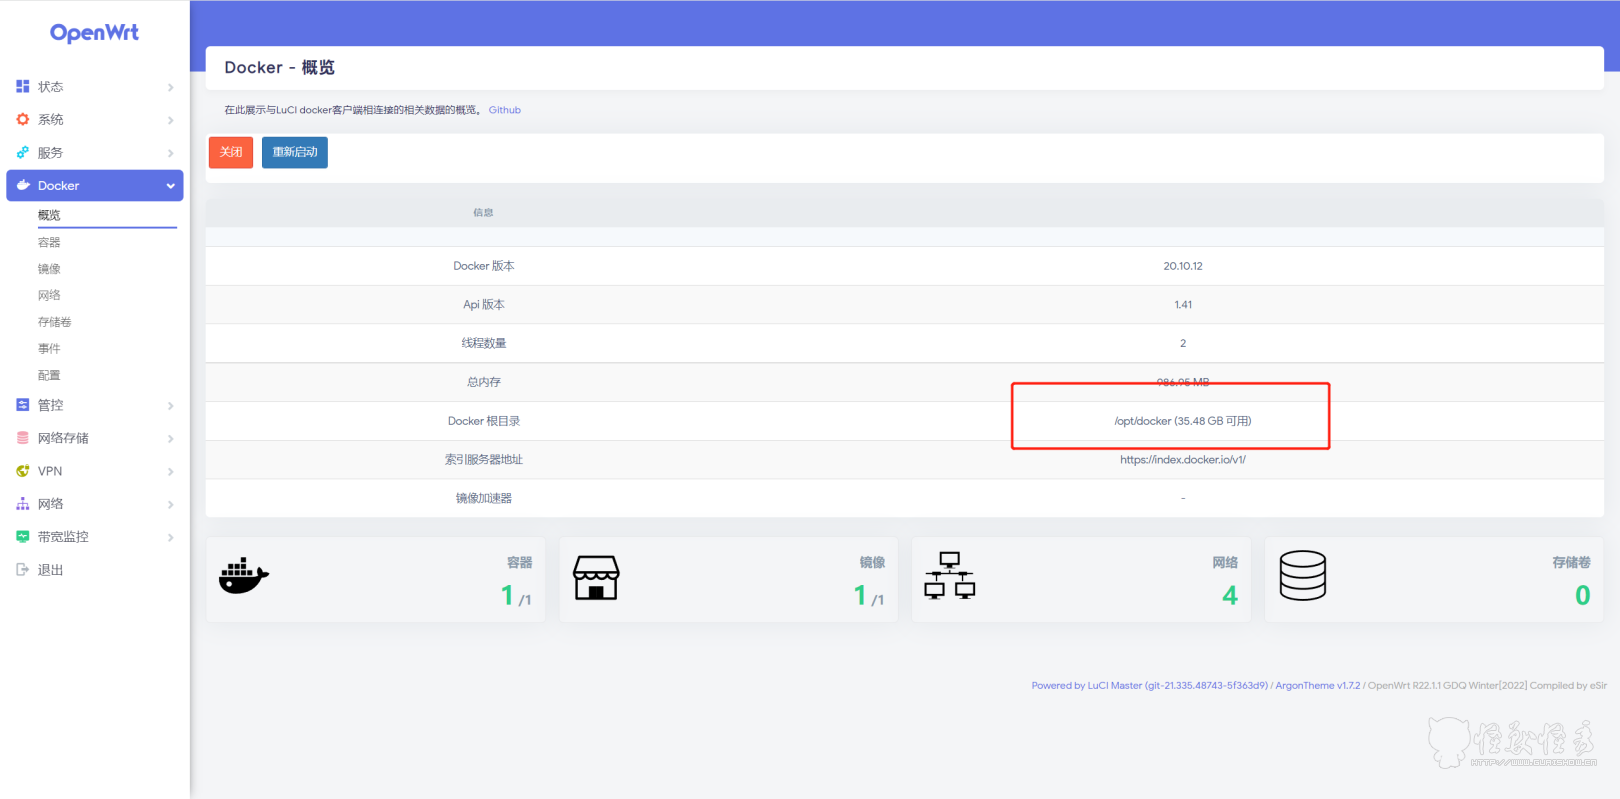 OpenWrt
状态
系统
服务
Docker
概览
容器
镜像
网络
存储卷
事件
配置
管控
网络存储
VPN
网络
带宽监控
退出
Docker - 概览
在此展示与LuCI docker客户端相连接的相关数据的概览。 Github
关闭 重新启动
信息
Docker 版本 20.10.12
Api 版本 1.41
线程数量 2
总内存 986.95 MB
Docker 根目录 /opt/docker (35.48 GB 可用)
索引服务器地址 https://index.docker.io/v1/
镜像加速器 -
容器
1 /1
镜像
1 /1
网络
4
存储卷
0
Powered by LuCI Master (git-21.335.48743-5f363d9) / ArgonTheme v1.7.2 / OpenWrt R22.1.1 GDQ Winter[2022] Compiled by eSir